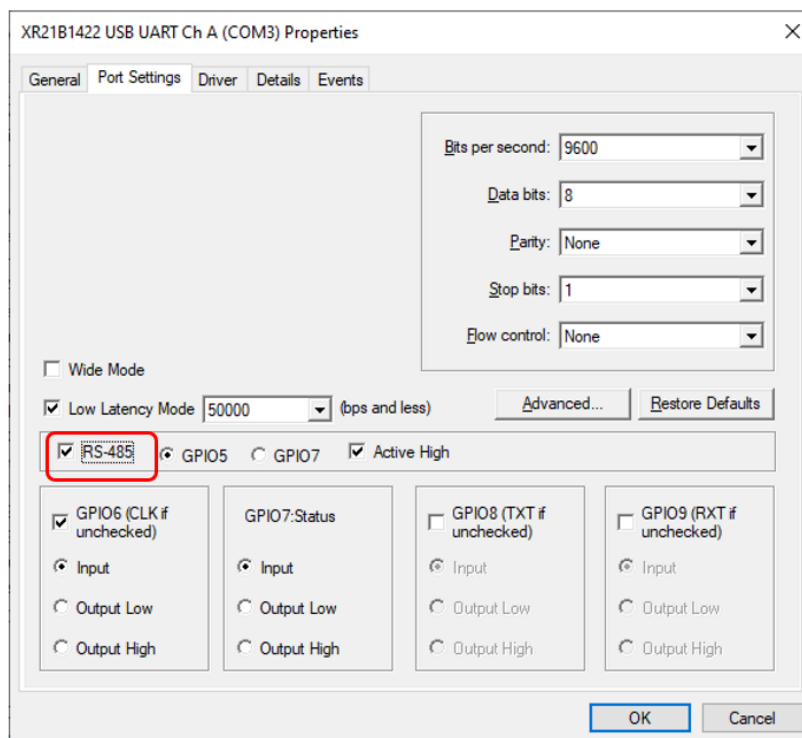 XR21B1422 USB UART Ch A (COM3) Properties
General Port Settings Driver Details Events
Bits per second: 9600
Data bits: 8
Parity: None
Stop bits: 1
Flow control: None
Wide Mode
Low Latency Mode 50000 (bps and less)
Advanced... Restore Defaults
RS-485 GPIO5 GPIO7 Active High
GPIO6 (CLK if
unchecked)
Input
Output Low
Output High
GPIO7:Status
Input
Output Low
Output High
GPIO8 (TXT if
unchecked)
Input
Output Low
Output High
GPIO9 (RXT if
unchecked)
Input
Output Low
Output High
OK Cancel